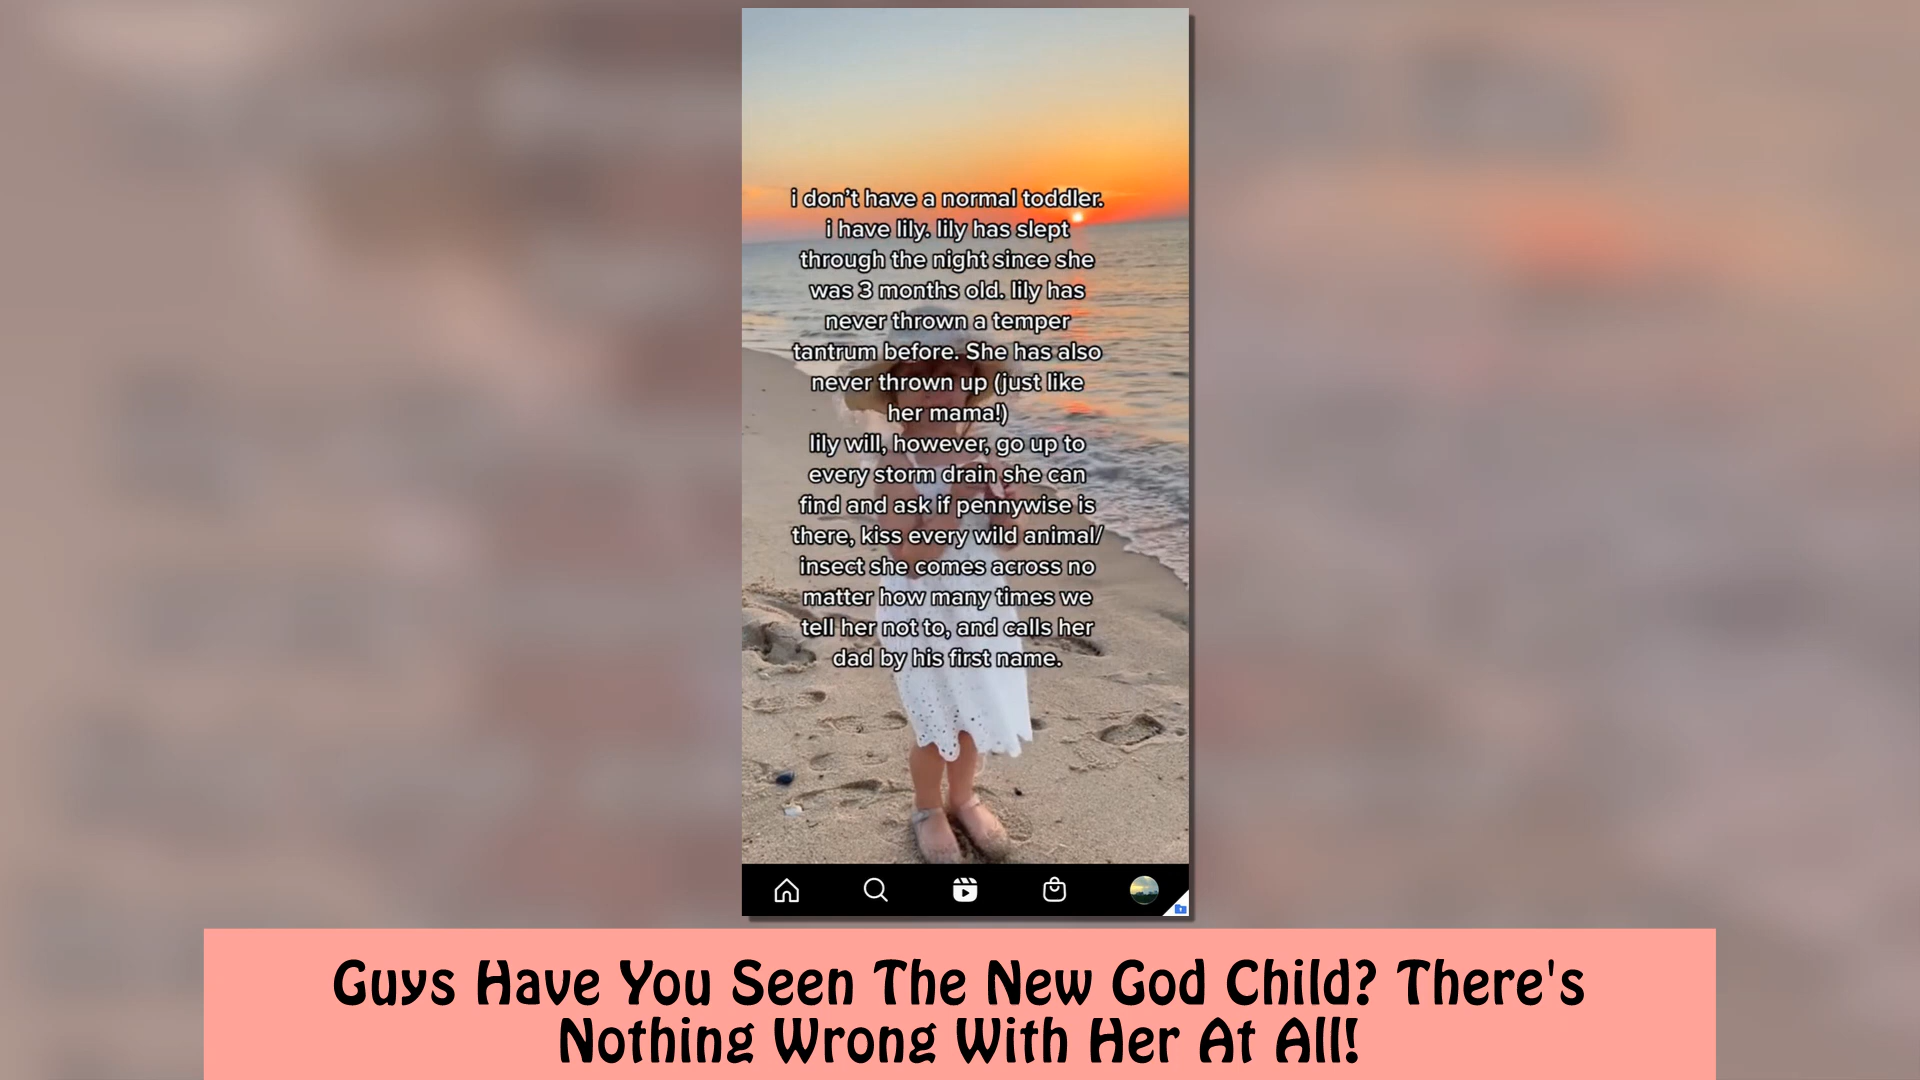 i don't have a normal toddler.
i have lily. lily has slept
through the night since she
was 3 months old. lily has
never thrown a temper
tantrum before. She has also
never thrown up (just like
her mama!)
lily will, however, go up to
every storm drain she can
find and ask if pennywise is
there, kiss every wild animal/
insect she comes across no
matter how many times we
tell her not to, and calls her
dad by his first name.
Guys Have You Seen The New God Child? There's
Nothing Wrong With Her At All!